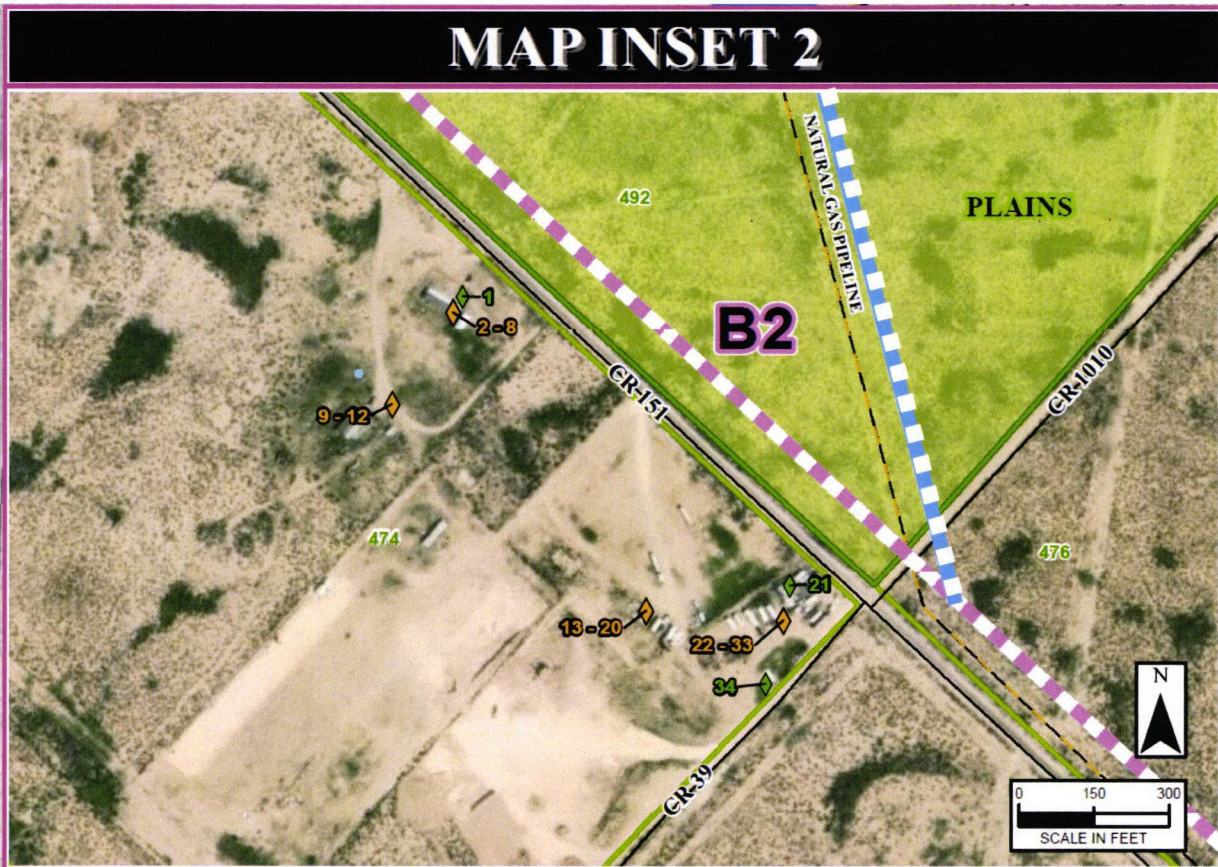 MAP INSET 2
NATURAL GAS PIPELINE
492
PLAINS
1
2 - 8
B2
CR-151
CR-1010
9 - 12
474
476
21
13 - 20
22 - 33
34
CR-39
N
0 150 300
SCALE IN FEET